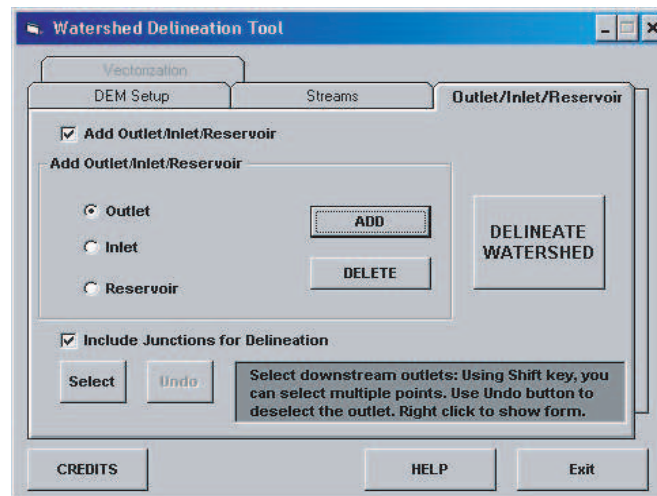 Watershed Delineation Tool
Vectorization
DEM Setup
Streams
Outlet/Inlet/Reservoir
Add Outlet/Inlet/Reservoir
Add Outlet/Inlet/Reservoir
Outlet
ADD
Inlet
DELETE
Reservoir
DELINEATE
WATERSHED
Include Junctions for Delineation
Select
Undo
Select downstream outlets: Using Shift key, you
can select multiple points. Use Undo button to
deselect the outlet. Right click to show form.
CREDITS
HELP
Exit